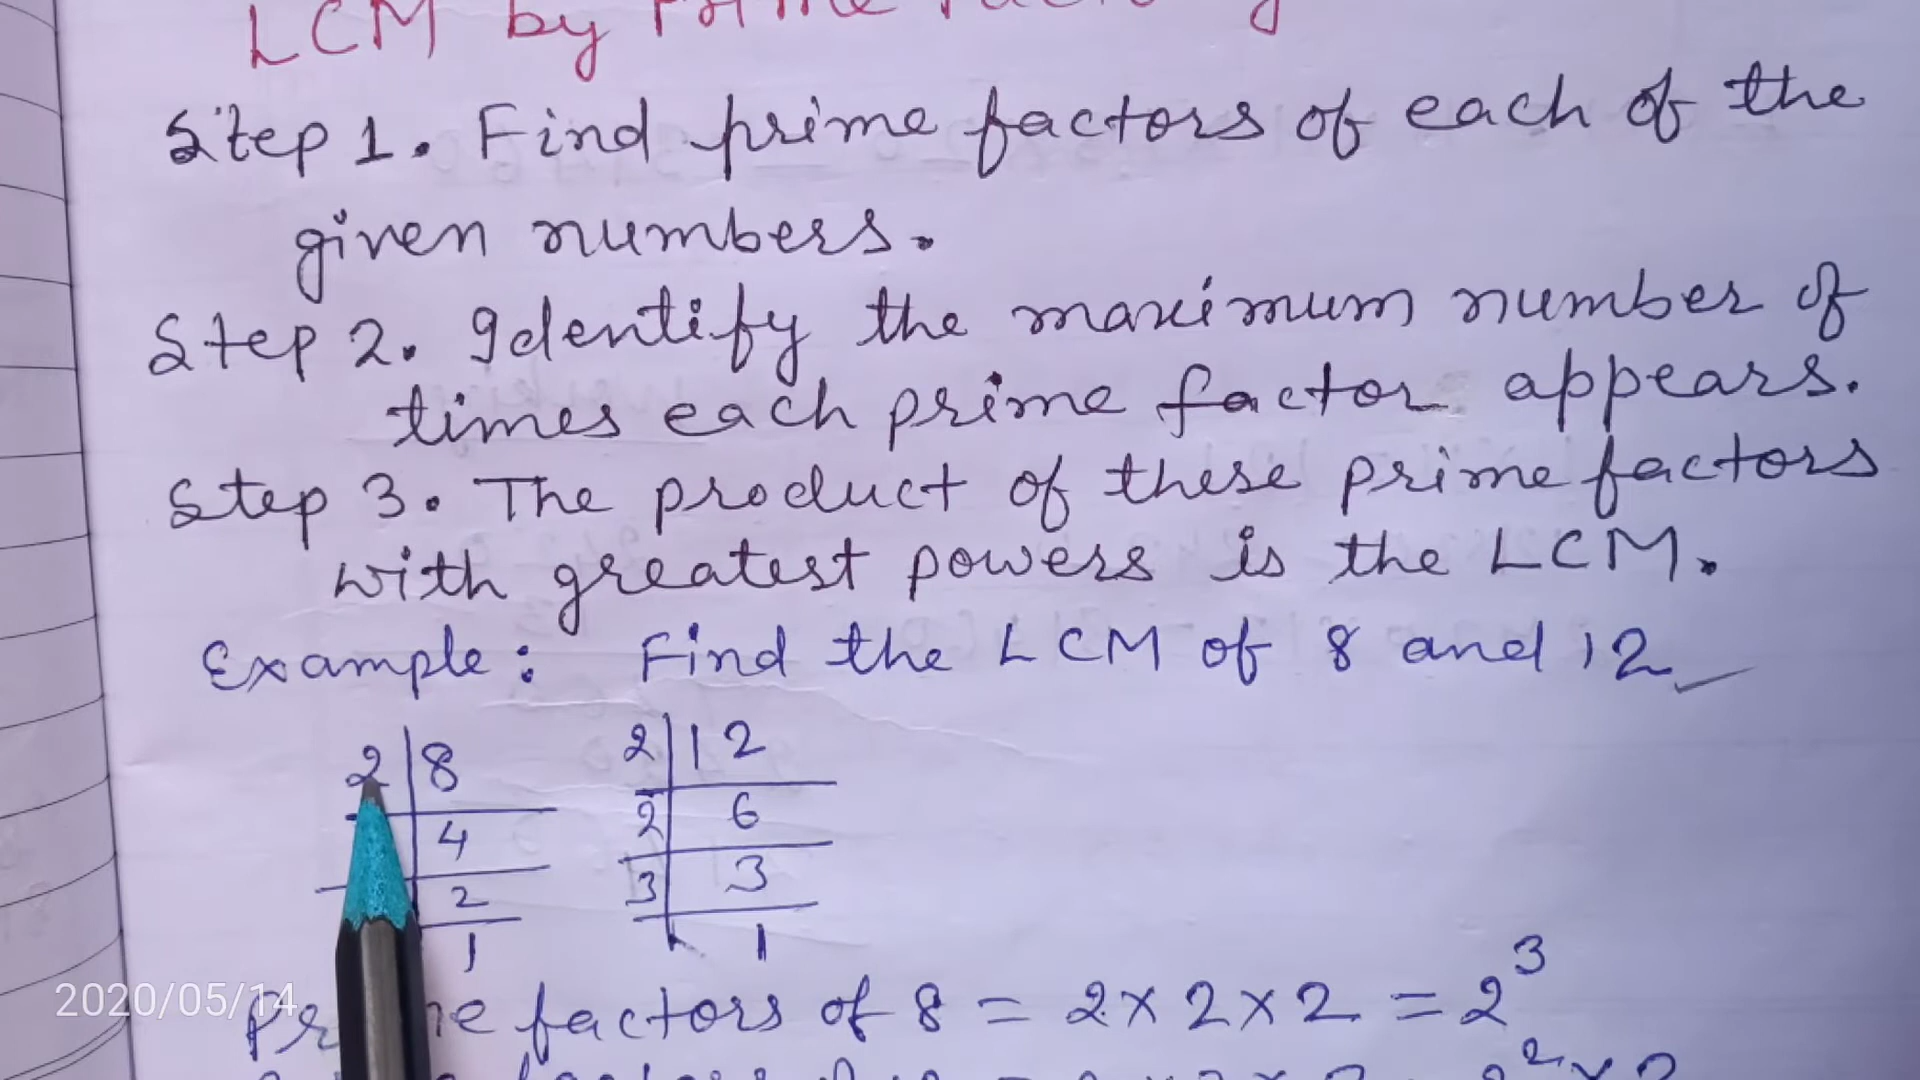 LCM by Prime
Step 1. Find prime factors of each of the
given numbers.
Step 2. Identify the maximum number of
times each prime factor appears.
Step 3. The product of these prime factors
with greatest powers is the LCM.
Example: Find the LCM of 8 and 12
2 | 8
4
2
1
2 | 12
2 | 6
3 | 3
1
2020/05/14
factors of 8 = 2 × 2 × 2 = 2³